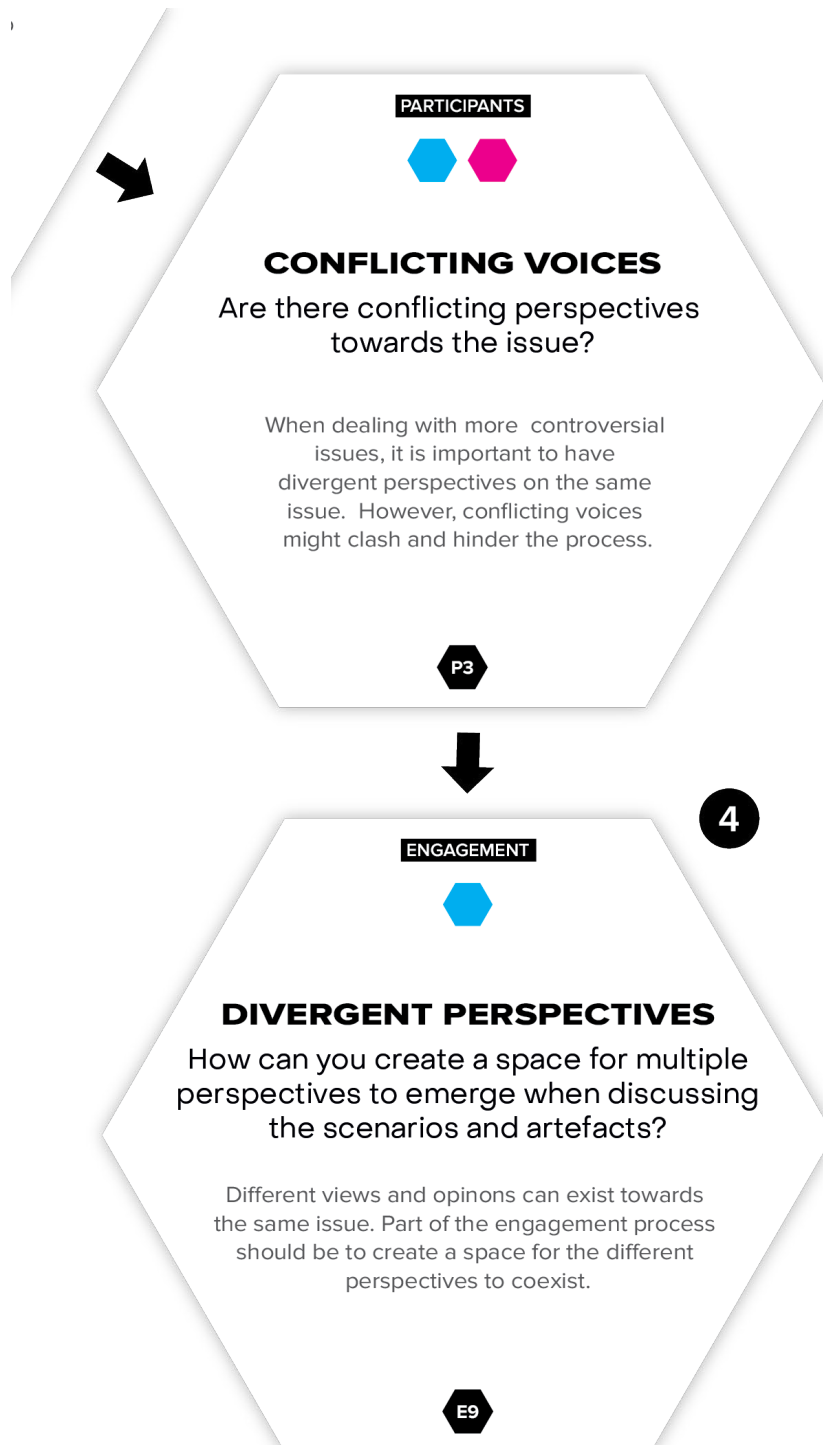 PARTICIPANTS
CONFLICTING VOICES
Are there conflicting perspectives
towards the issue?
When dealing with more  controversial
issues, it is important to have
divergent perspectives on the same
issue.  However, conflicting voices
might clash and hinder the process.
P3
4
ENGAGEMENT
DIVERGENT PERSPECTIVES
How can you create a space for multiple
perspectives to emerge when discussing
the scenarios and artefacts?
Different views and opinons can exist towards
the same issue. Part of the engagement process
should be to create a space for the different
perspectives to coexist.
E9